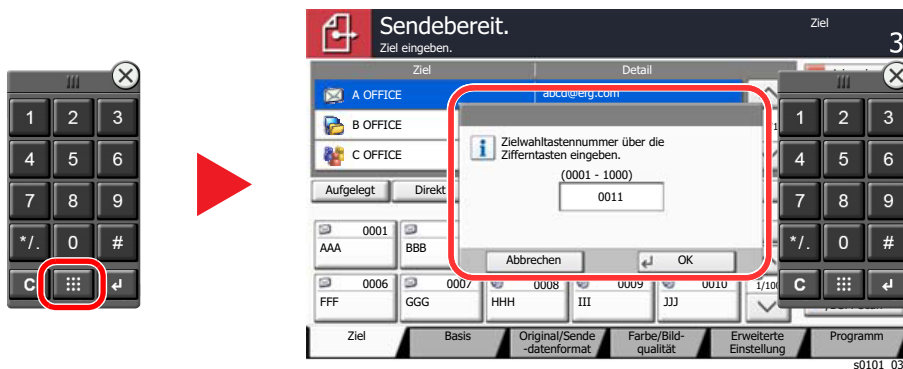 1 2 3
4 5 6
7 8 9
*/. 0 #
C
Sendebereit.
Ziel eingeben.
Ziel
3
Ziel Detail
A OFFICE abcd@efg.com
B OFFICE
C OFFICE
Zielwahltastennummer über die
Zifferntasten eingeben.
(0001 - 1000)
0011
Abbrechen OK
Aufgelegt Direkt
0001
AAA BBB
0006 0007 0008 0009 0010
FFF GGG HHH III JJJ
1 2 3
4 5 6
7 8 9
*/. 0 #
C
Ziel Basis Original/Sende
-datenformat Farbe/Bild-
qualität Erweiterte
Einstellung Programm
s0101_03